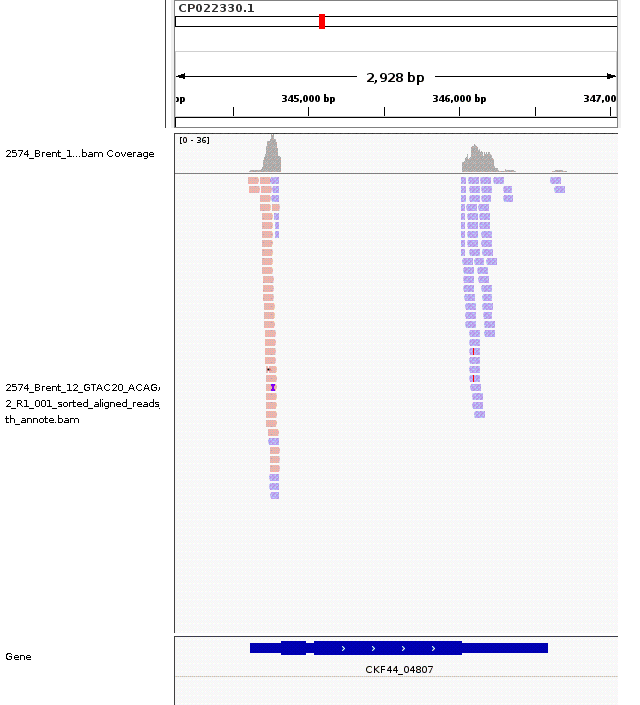 CP022330.1
2,928 bp
bp 345,000 bp 346,000 bp 347,00
[0 - 36]
2574_Brent_1...bam Coverage
2574_Brent_12_GTAC20_ACAG
2_R1_001_sorted_aligned_reads_
th_annote.bam
Gene
CKF44_04807